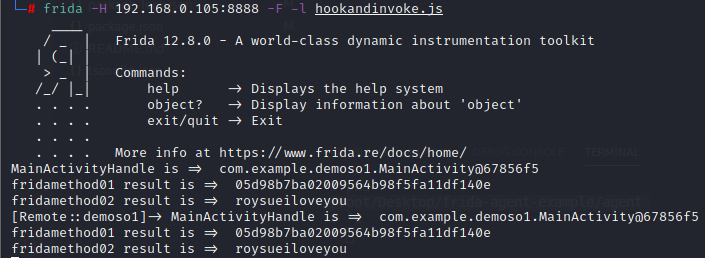 ─# frida -H 192.168.0.105:8888 -F -l hookandinvoke.js
     ____
    / _  |   Frida 12.8.0 - A world-class dynamic instrumentation toolkit
   | (_| |
    > _  |   Commands:
   /_/ |_|       help      -> Displays the help system
   . . . .       object?   -> Display information about 'object'
   . . . .       exit/quit -> Exit
   . . . .
   . . . .   More info at https://www.frida.re/docs/home/
MainActivityHandle is => com.example.demoso1.MainActivity@67856f5
fridamethod01 result is => 05d98b7ba02009564b98f5fa11df140e
fridamethod02 result is => roysueiloveyou
[Remote::demoso1]-> MainActivityHandle is => com.example.demoso1.MainActivity@67856f5
fridamethod01 result is => 05d98b7ba02009564b98f5fa11df140e
fridamethod02 result is => roysueiloveyou